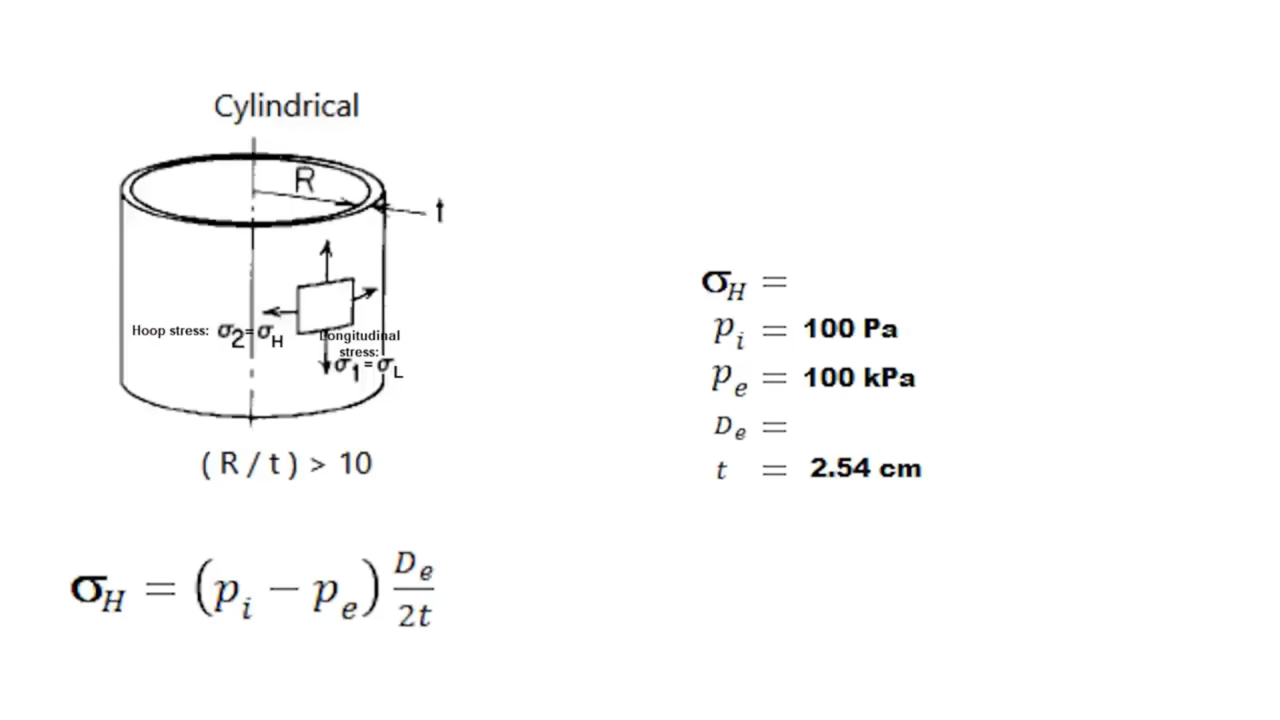 Cylindrical
R
t
Hoop stress: σ2=σH
Longitudinal
stress:
σ1=σL
(R/t) > 10
σH = (pi − pe) De/2t
σH =
pi = 100 Pa
pe = 100 kPa
De =
t = 2.54 cm